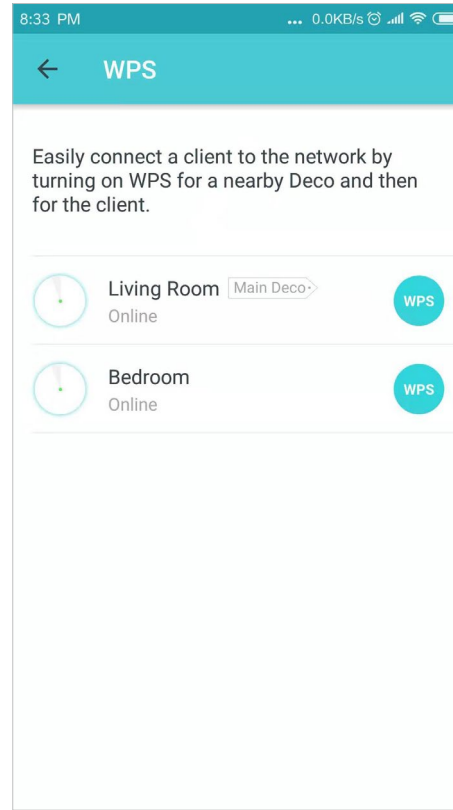 8:33 PM ... 0.0KB/s
WPS
Easily connect a client to the network by
turning on WPS for a nearby Deco and then
for the client.
Living Room Main Deco
Online
WPS
Bedroom
Online
WPS